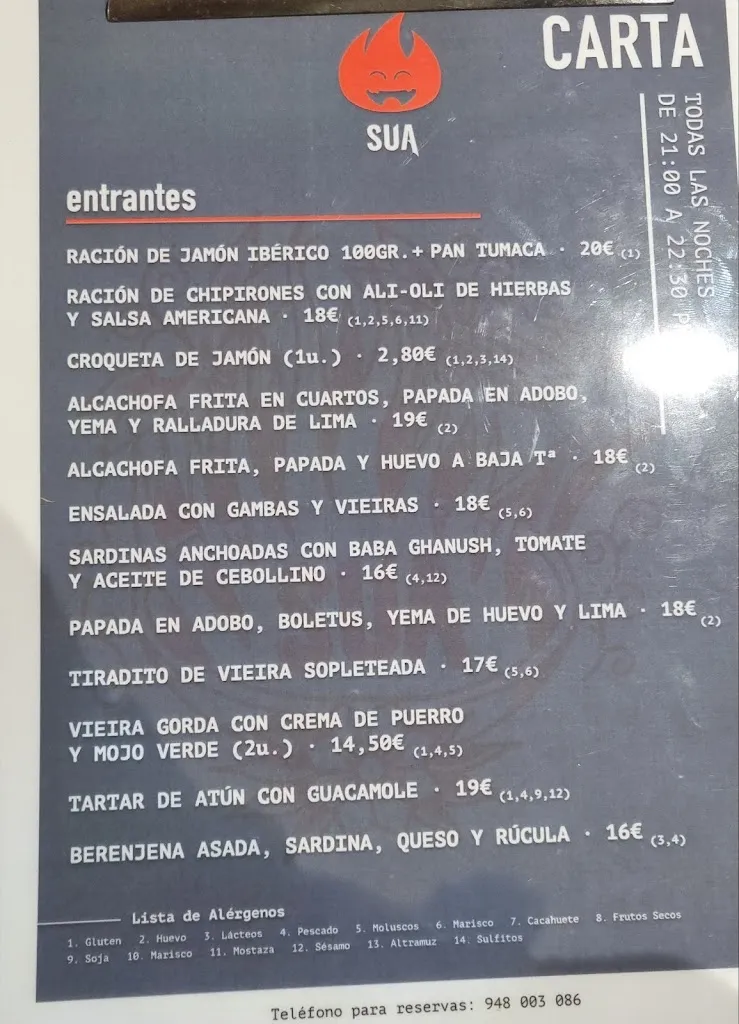 CARTA
SUA
TODAS LAS NOCHES
DE 21:00 A 22:30
entrantes
RACIÓN DE JAMÓN IBÉRICO 100GR.+ PAN TUMACA · 20€ (1)
RACIÓN DE CHIPIRONES CON ALI-OLI DE HIERBAS
Y SALSA AMERICANA · 18€ (1,2,5,6,11)
CROQUETA DE JAMÓN (1u.) · 2,80€ (1,2,3,14)
ALCACHOFA FRITA EN CUARTOS, PAPADA EN ADOBO,
YEMA Y RALLADURA DE LIMA · 19€ (2)
ALCACHOFA FRITA, PAPADA Y HUEVO A BAJA Tª · 18€ (2)
ENSALADA CON GAMBAS Y VIEIRAS · 18€ (5,6)
SARDINAS ANCHOADAS CON BABA GHANUSH, TOMATE
Y ACEITE DE CEBOLLINO · 16€ (4,12)
PAPADA EN ADOBO, BOLETUS, YEMA DE HUEVO Y LIMA · 18€ (2)
TIRADITO DE VIEIRA SOPLETEADA · 17€ (5,6)
VIEIRA GORDA CON CREMA DE PUERRO
Y MOJO VERDE (2u.) · 14,50€ (1,4,5)
TARTAR DE ATÚN CON GUACAMOLE · 19€ (1,4,9,12)
BERENJENA ASADA, SARDINA, QUESO Y RÚCULA · 16€ (3,4)
Lista de Alérgenos
1. Gluten 2. Huevo 3. Lácteos 4. Pescado 5. Moluscos 6. Marisco 7. Cacahuete 8. Frutos Secos
9. Soja 10. Marisco 11. Mostaza 12. Sésamo 13. Altramuz 14. Sulfitos
Teléfono para reservas: 948 003 086